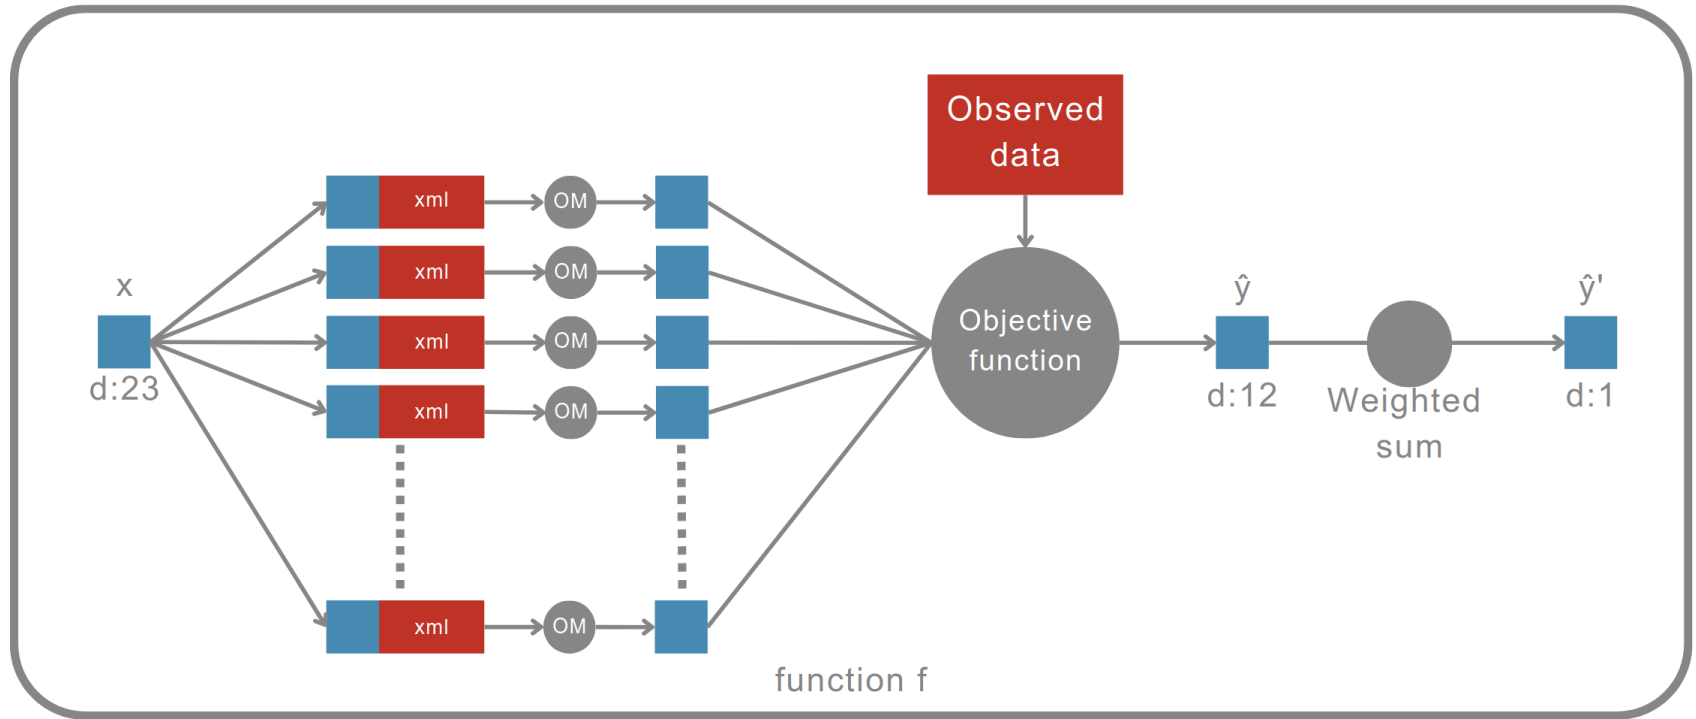 Observed
data
xml
OM
xml
OM
x
d:23
xml
OM
Objective
function
ŷ
d:12
Weighted
sum
ŷ'
d:1
xml
OM
xml
OM
function f